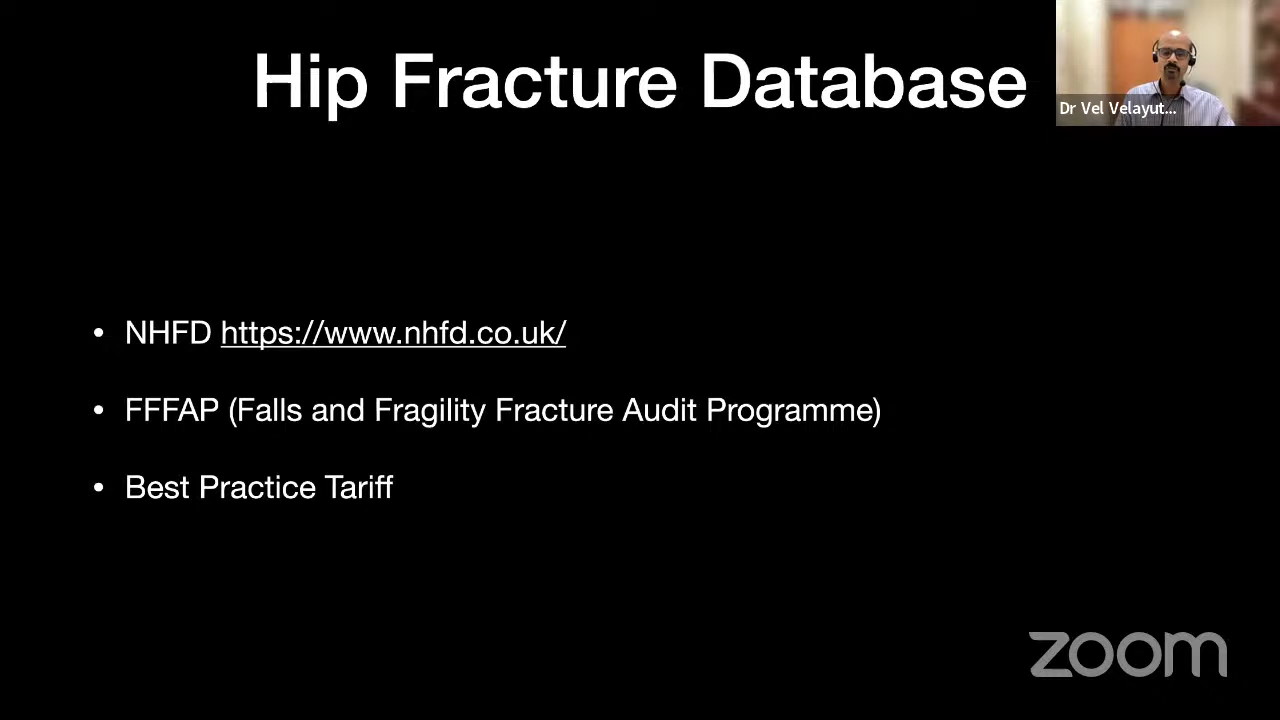 Hip Fracture Database
Dr Vel Velayut...
• NHFD https://www.nhfd.co.uk/
• FFFAP (Falls and Fragility Fracture Audit Programme)
• Best Practice Tariff
zoom